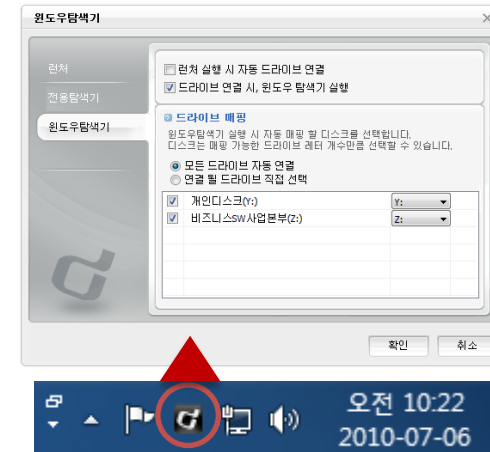 윈도우탐색기
런처
전용탐색기
윈도우탐색기
런처 실행 시 자동 드라이브 연결
드라이브 연결 시, 윈도우 탐색기 실행
드라이브 매핑
윈도우탐색기 실행 시 자동 매핑 할 디스크를 선택합니다.
디스크는 매핑 가능한 드라이브 레터 개수만큼 선택할 수 있습니다.
모든 드라이브 자동 연결
연결 될 드라이브 직접 선택
개인디스크(Y:) Y:
비즈니스SW사업본부(Z:) Z:
확인 취소
오전 10:22
2010-07-06